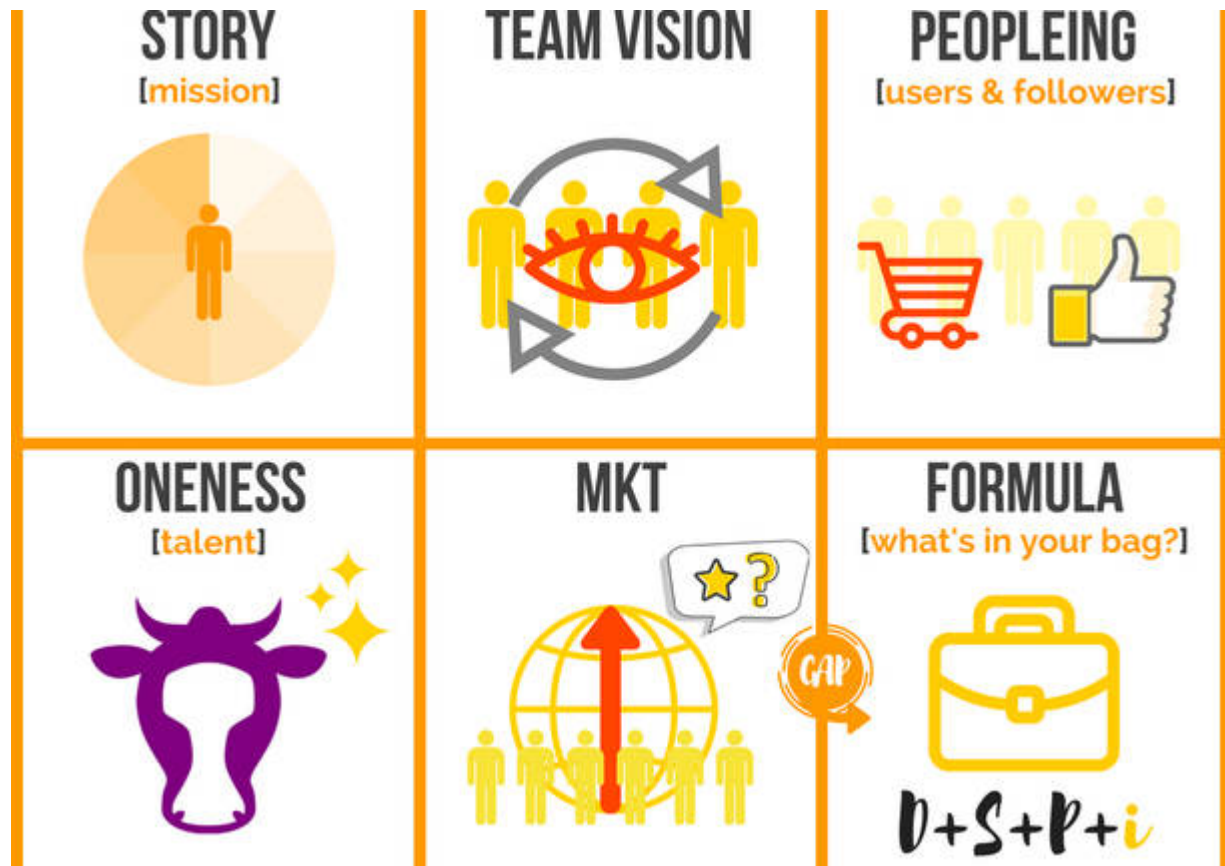 STORY
[mission]
TEAM VISION
PEOPLEING
[users & followers]
ONENESS
[talent]
MKT
?
GAP
FORMULA
[what's in your bag?]
D+S+P+i